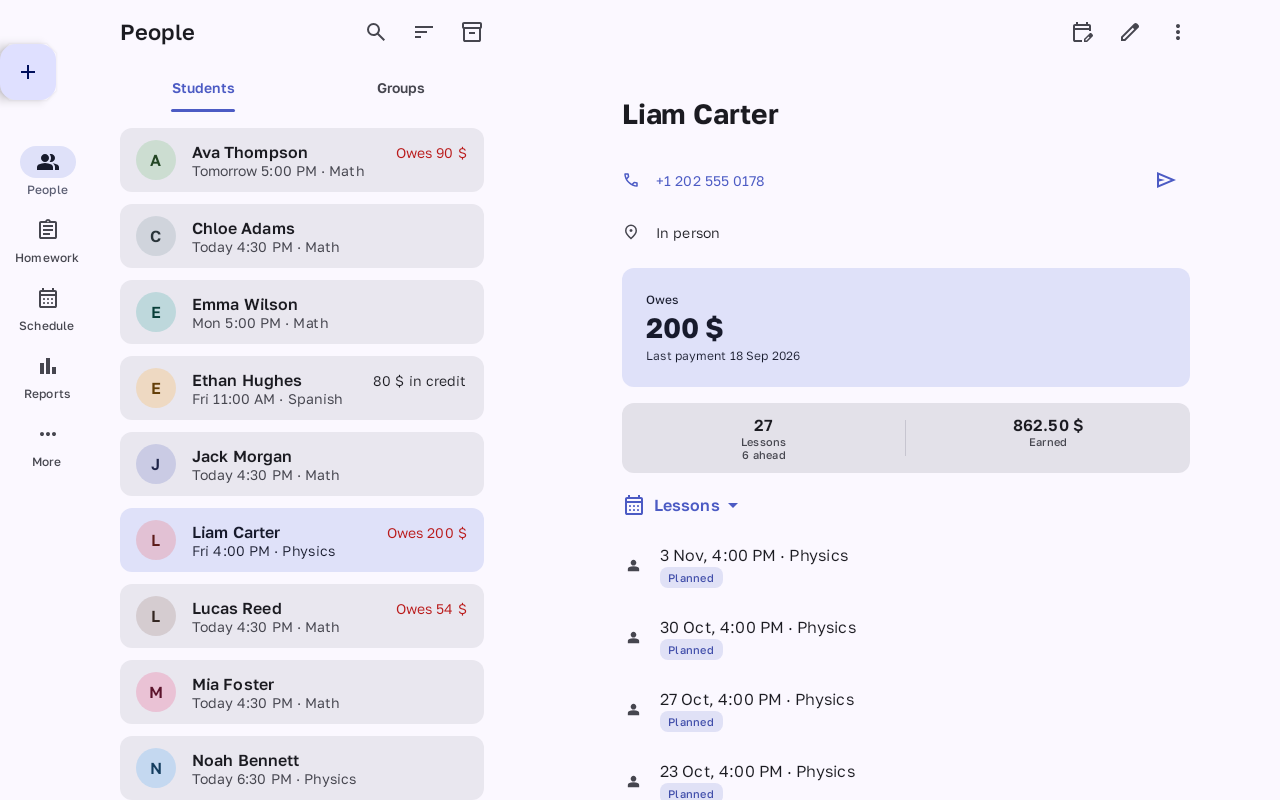 People
Homework
Schedule
Reports
More
People
Students
Groups
A
Ava Thompson
Owes 90 $
Tomorrow 5:00 PM · Math
C
Chloe Adams
Today 4:30 PM · Math
E
Emma Wilson
Mon 5:00 PM · Math
E
Ethan Hughes
80 $ in credit
Fri 11:00 AM · Spanish
J
Jack Morgan
Today 4:30 PM · Math
L
Liam Carter
Owes 200 $
Fri 4:00 PM · Physics
L
Lucas Reed
Owes 54 $
Today 4:30 PM · Math
M
Mia Foster
Today 4:30 PM · Math
N
Noah Bennett
Today 6:30 PM · Physics
Liam Carter
+1 202 555 0178
In person
Owes
200 $
Last payment 18 Sep 2026
27
Lessons
6 ahead
862.50 $
Earned
Lessons
3 Nov, 4:00 PM · Physics
Planned
30 Oct, 4:00 PM · Physics
Planned
27 Oct, 4:00 PM · Physics
Planned
23 Oct, 4:00 PM · Physics
Planned